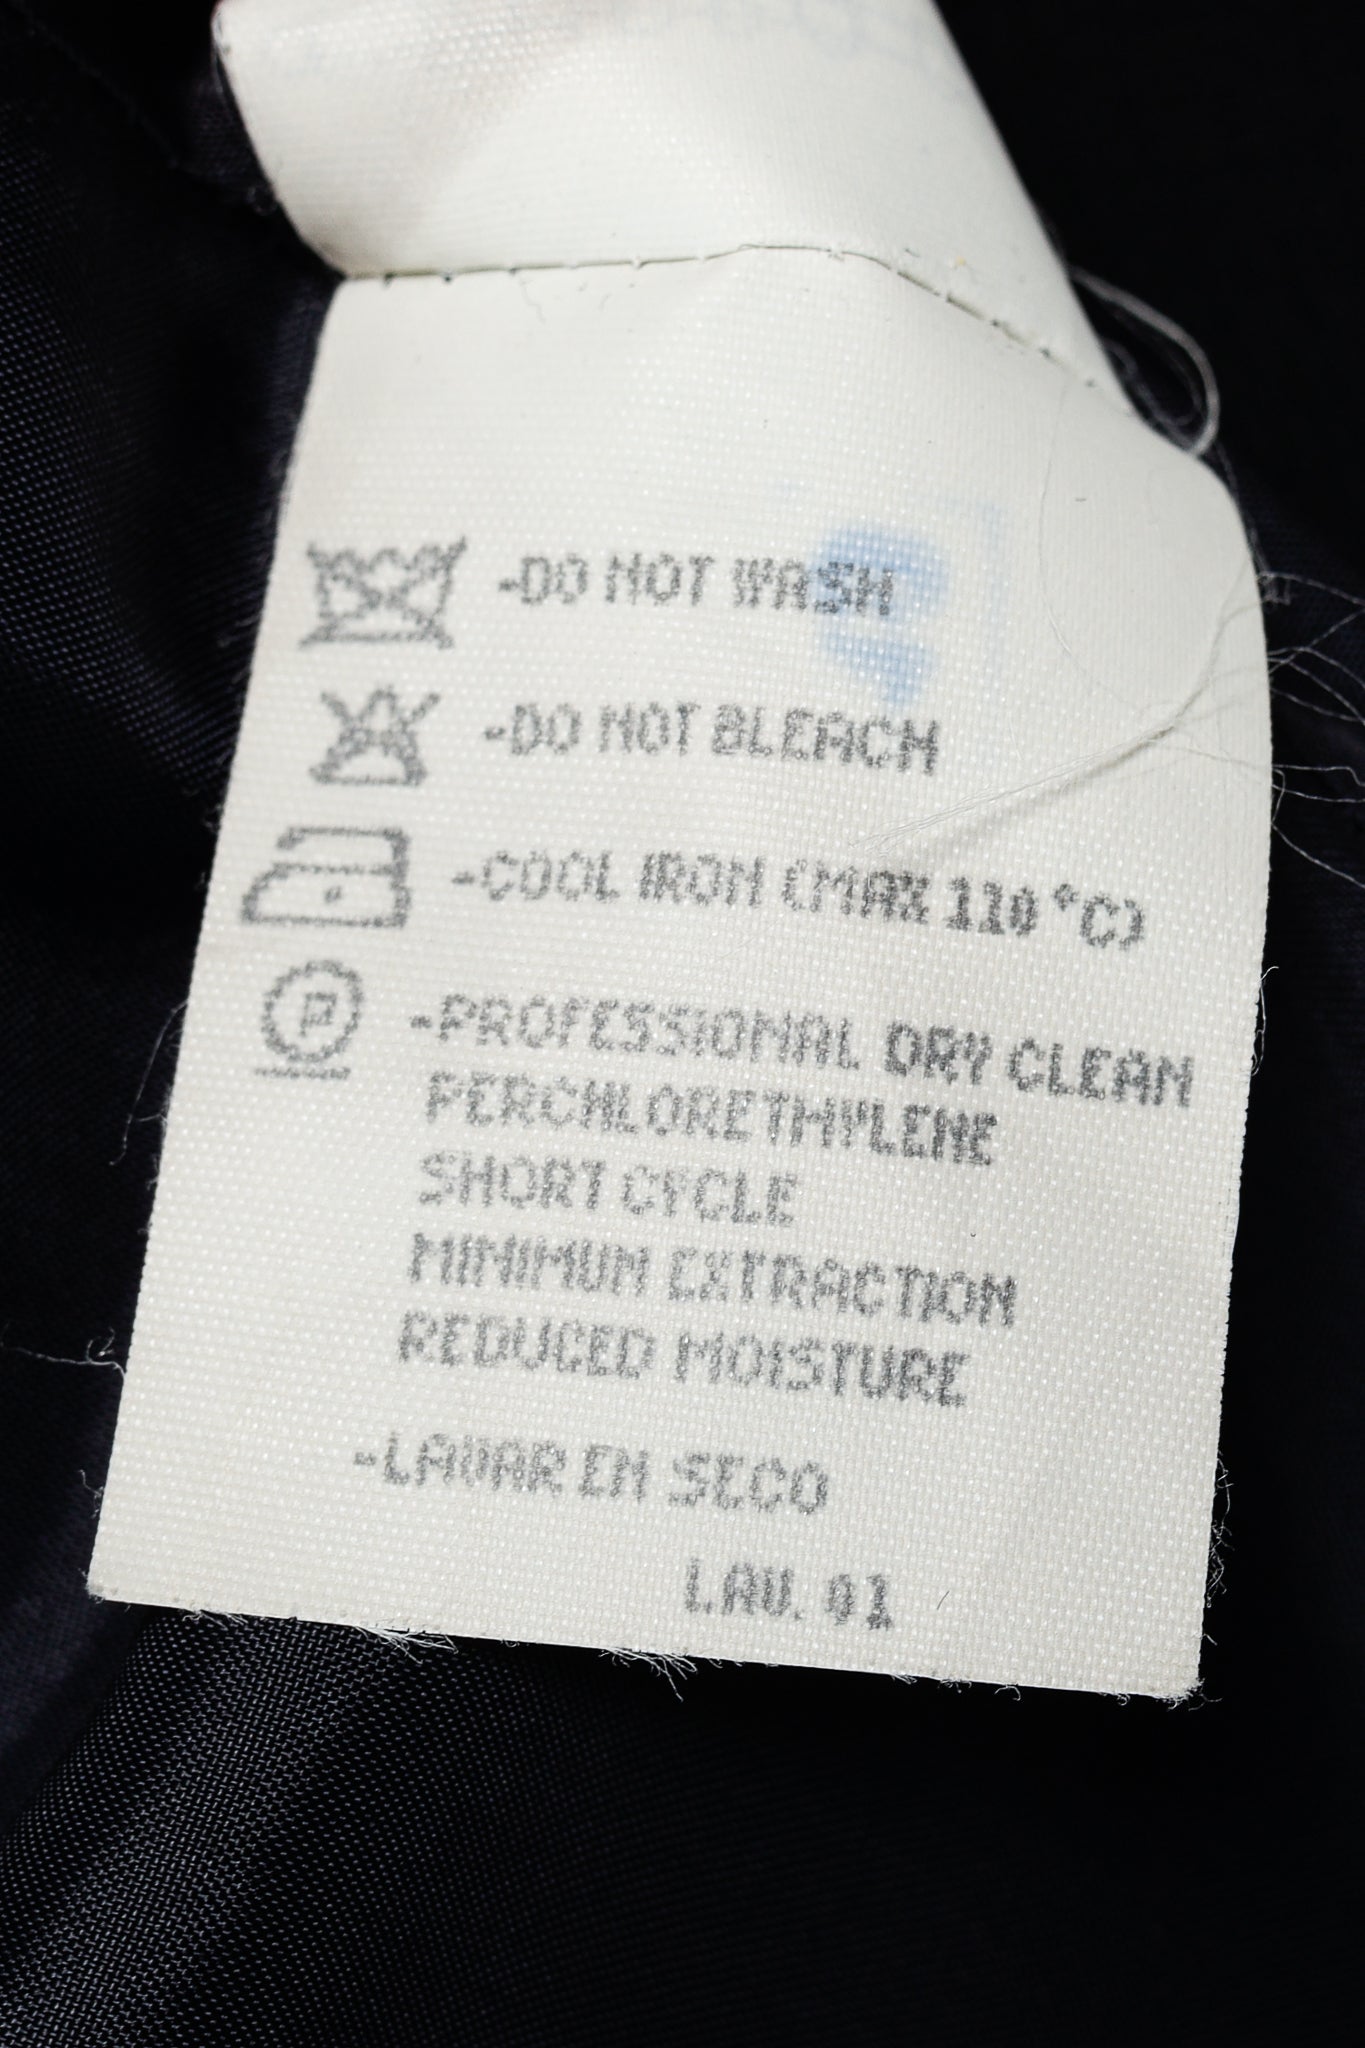 -DO NOT WASH
-DO NOT BLEACH
-COOL IRON (MAX 110 °C)
P
-PROFESSIONAL DRY CLEAN
PERCHLORETHYLENE
SHORT CYCLE
MINIMUM EXTRACTION
REDUCED MOISTURE
-LAVAR EN SECO
LAV. 01